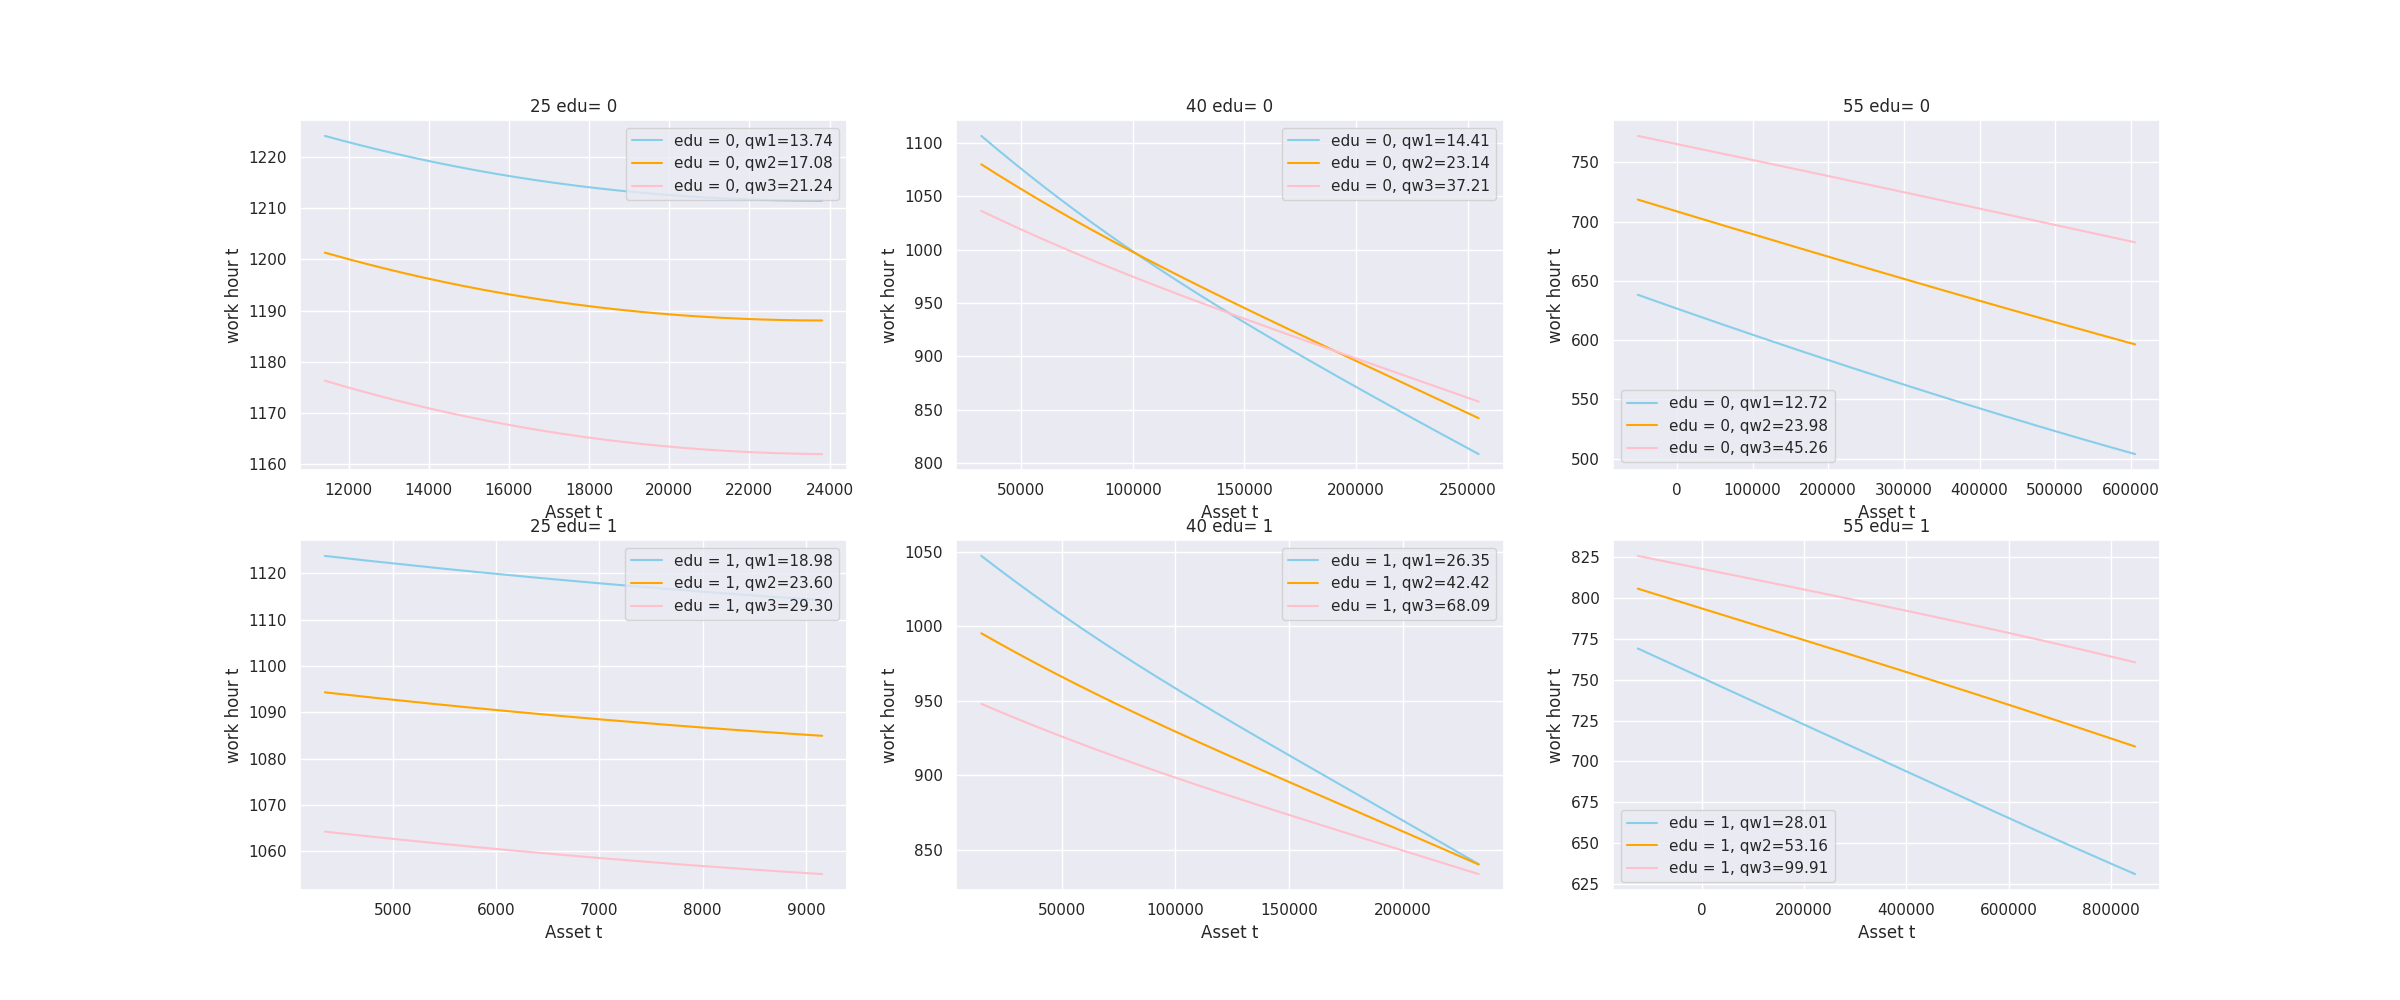 25 edu= 0
edu = 0, qw1=13.74
edu = 0, qw2=17.08
edu = 0, qw3=21.24
work hour t
1220
1210
1200
1190
1180
1170
1160
12000 14000 16000 18000 20000 22000 24000
Asset t
40 edu= 0
edu = 0, qw1=14.41
edu = 0, qw2=23.14
edu = 0, qw3=37.21
work hour t
1100
1050
1000
950
900
850
800
50000 100000 150000 200000 250000
Asset t
55 edu= 0
edu = 0, qw1=12.72
edu = 0, qw2=23.98
edu = 0, qw3=45.26
work hour t
750
700
650
600
550
500
0 100000 200000 300000 400000 500000 600000
Asset t
25 edu= 1
edu = 1, qw1=18.98
edu = 1, qw2=23.60
edu = 1, qw3=29.30
work hour t
1120
1110
1100
1090
1080
1070
1060
5000 6000 7000 8000 9000
Asset t
40 edu= 1
edu = 1, qw1=26.35
edu = 1, qw2=42.42
edu = 1, qw3=68.09
work hour t
1050
1000
950
900
850
50000 100000 150000 200000
Asset t
55 edu= 1
edu = 1, qw1=28.01
edu = 1, qw2=53.16
edu = 1, qw3=99.91
work hour t
825
800
775
750
725
700
675
650
625
0 200000 400000 600000 800000
Asset t